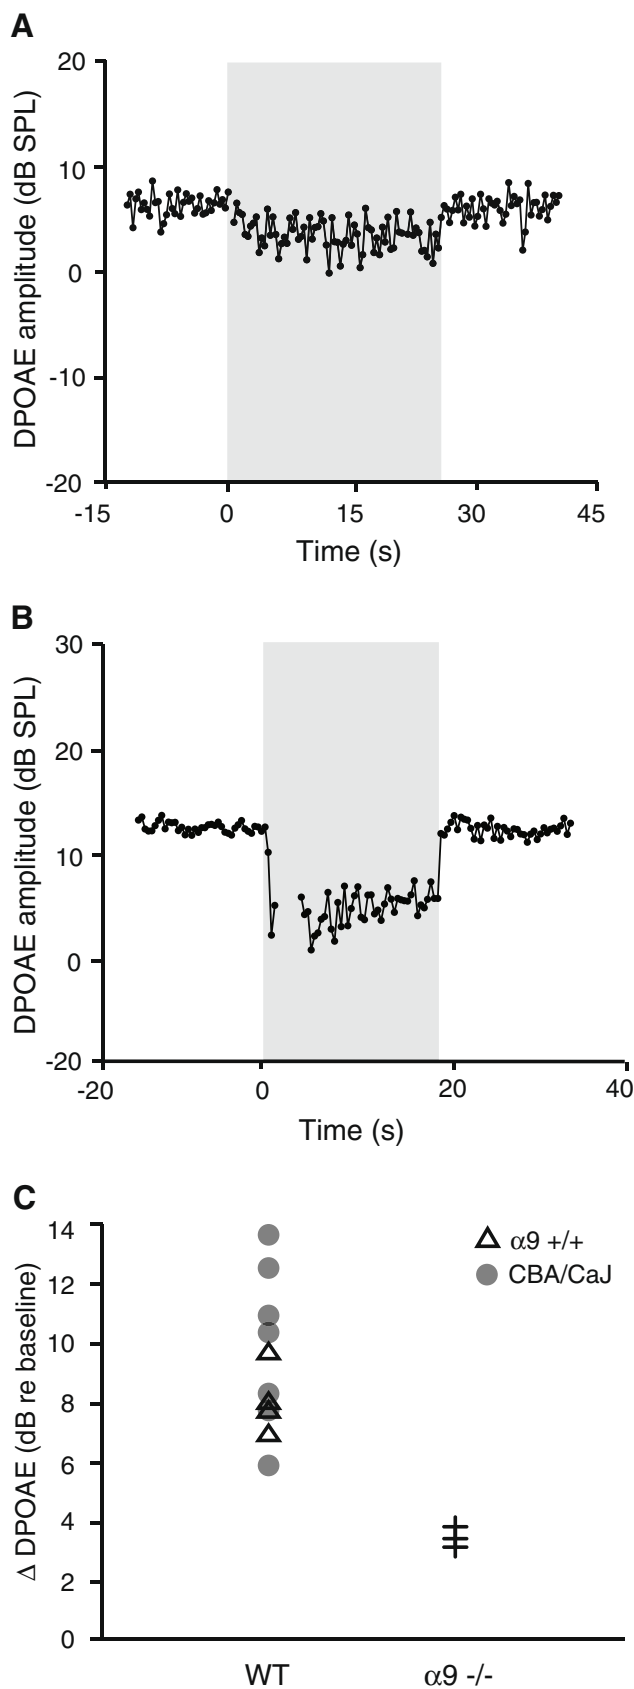 A
DPOAE amplitude (dB SPL)
20
10
0
-10
-20
-15 0 15 30 45
Time (s)
B
DPOAE amplitude (dB SPL)
30
20
10
0
-20
-20 0 20 40
Time (s)
C
Δ DPOAE (dB re baseline)
14
12
10
8
6
4
2
0
α9 +/+
CBA/CaJ
WT α9 -/-